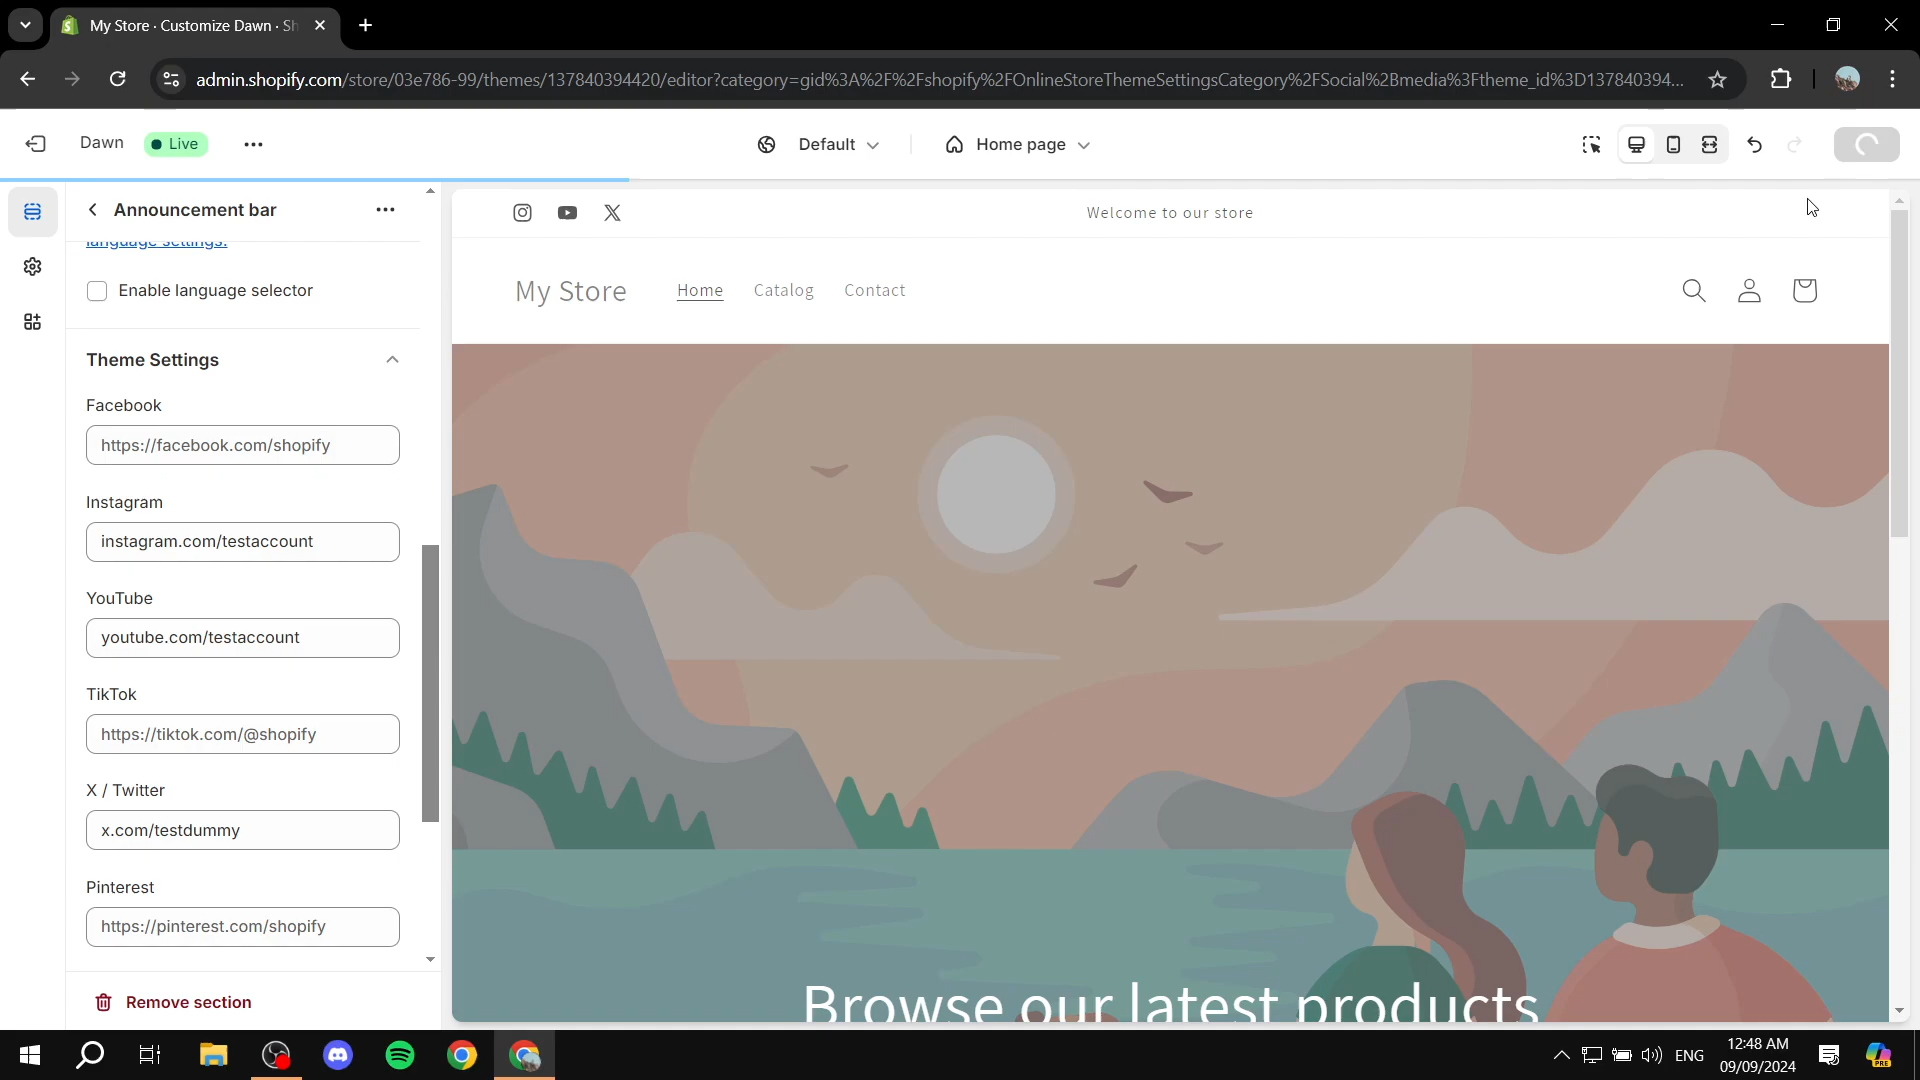 My Store · Customize Dawn · Sh
admin.shopify.com/store/03e786-99/themes/137840394420/editor?category=gid%3A%2F%2Fshopify%2FOnlineStoreThemeSettingsCategory%2FSocial%2Bmedia%3Ftheme_id%3D137840394...
Dawn
Live
Default
Home page
Announcement bar
language settings.
Enable language selector
Theme Settings
Facebook
https://facebook.com/shopify
Instagram
instagram.com/testaccount
YouTube
youtube.com/testaccount
TikTok
https://tiktok.com/@shopify
X / Twitter
x.com/testdummy
Pinterest
https://pinterest.com/shopify
Remove section
Welcome to our store
My Store
Home
Catalog
Contact
Browse our latest products
ENG
12:48 AM
09/09/2024
PRE